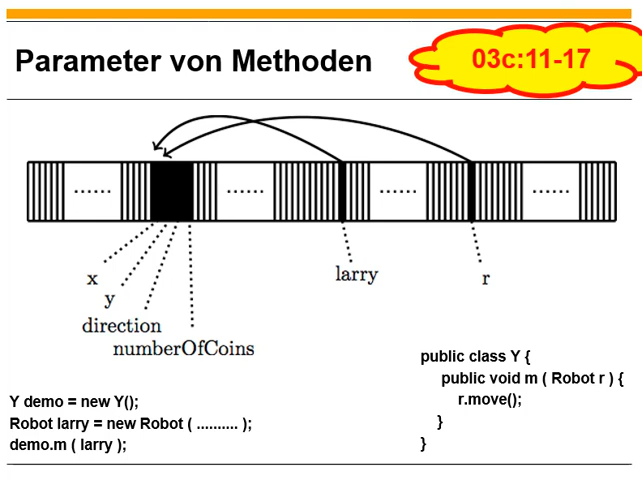 Parameter von Methoden
03c:11-17
...... ...... ...... ......
x
y
direction
numberOfCoins
larry
r
Y demo = new Y();
Robot larry = new Robot ( .......... );
demo.m ( larry );
public class Y {
public void m ( Robot r ) {
r.move();
}
}